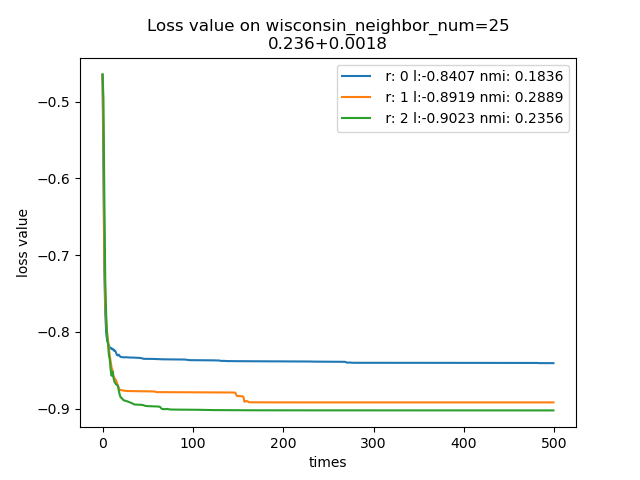 Loss value on wisconsin_neighbor_num=25
0.236+0.0018
r: 0 l:-0.8407 nmi: 0.1836
r: 1 l:-0.8919 nmi: 0.2889
r: 2 l:-0.9023 nmi: 0.2356
loss value
−0.5
−0.6
−0.7
−0.8
−0.9
0 100 200 300 400 500
times